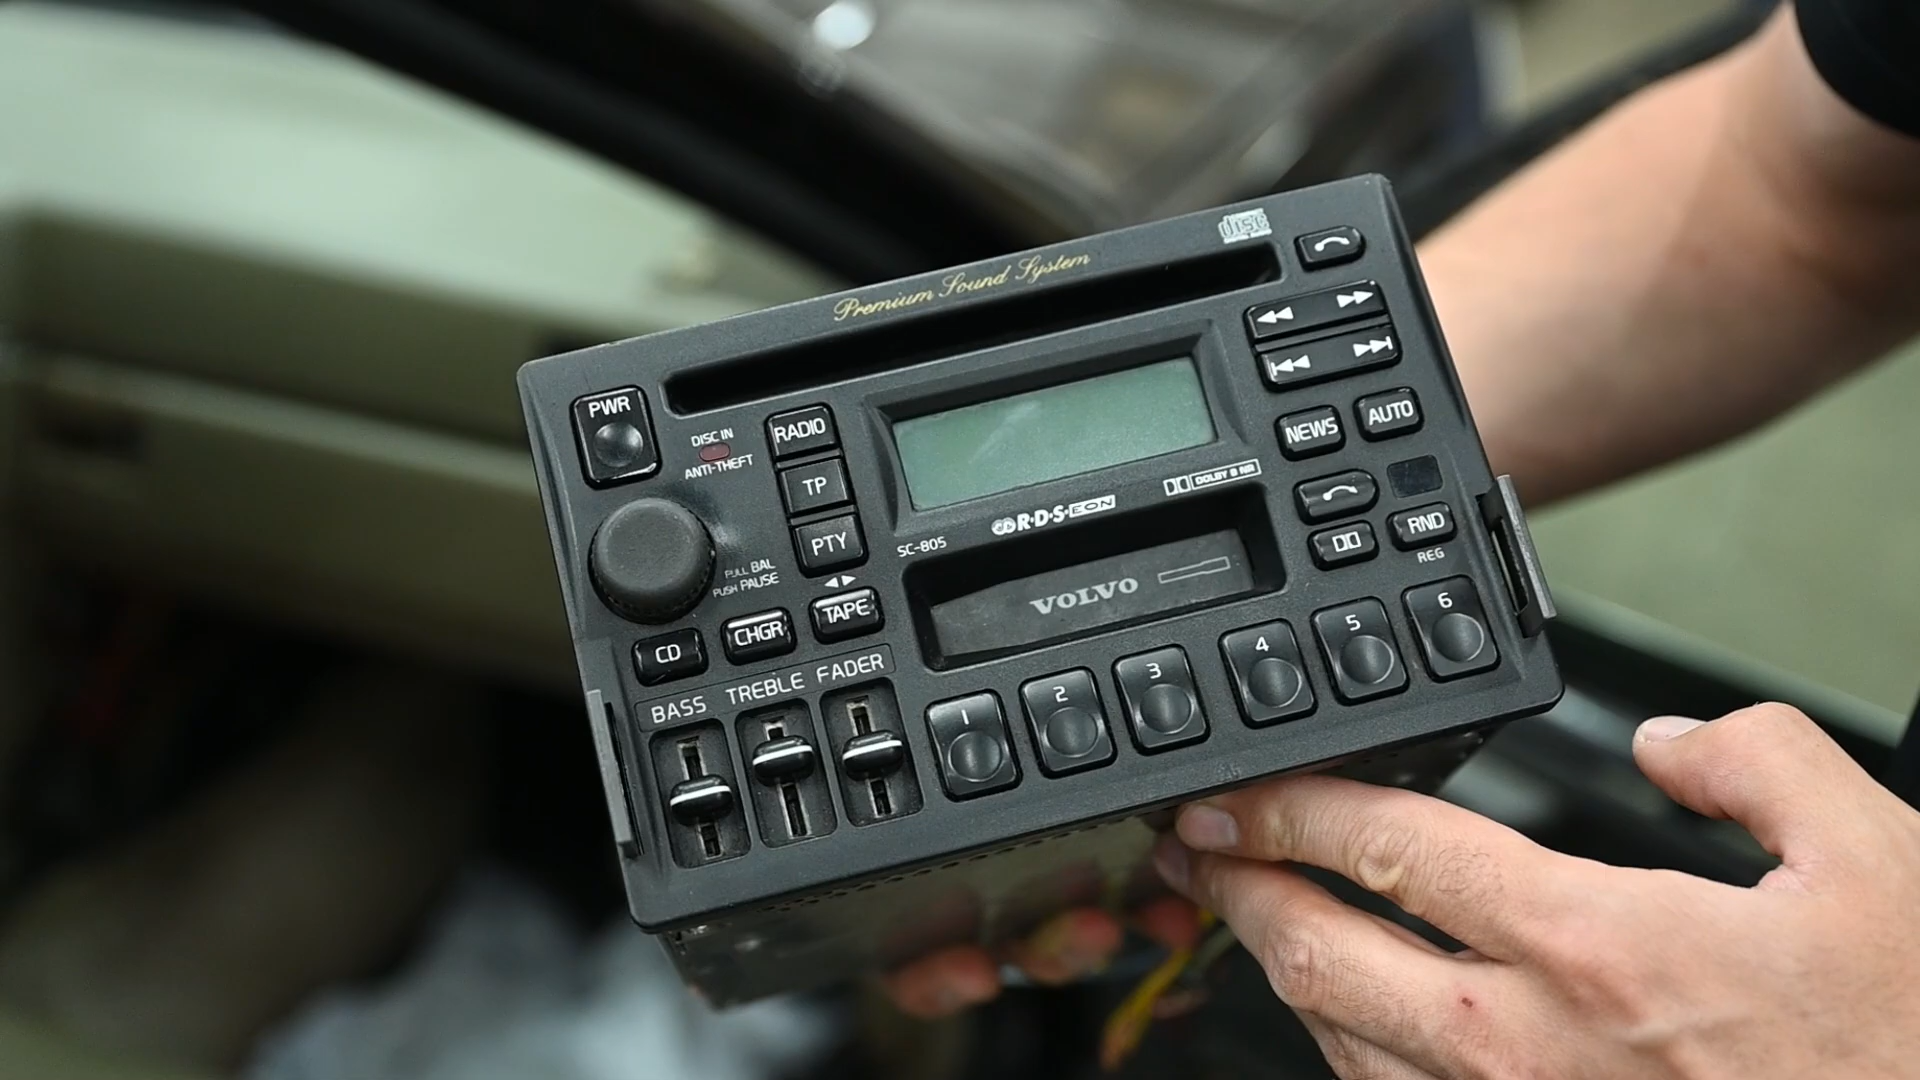 disc
DIGITAL AUDIO
Premium Sound System
PWR
DISC IN
ANTI-THEFT
RADIO
TP
PTY
NEWS
AUTO
DOLBY B NR
R·D·S·EON
SC-805
PULL BAL
PUSH PAUSE
RND
REG
VOLVO
CD
CHGR
TAPE
BASS TREBLE FADER
1 2 3 4 5 6